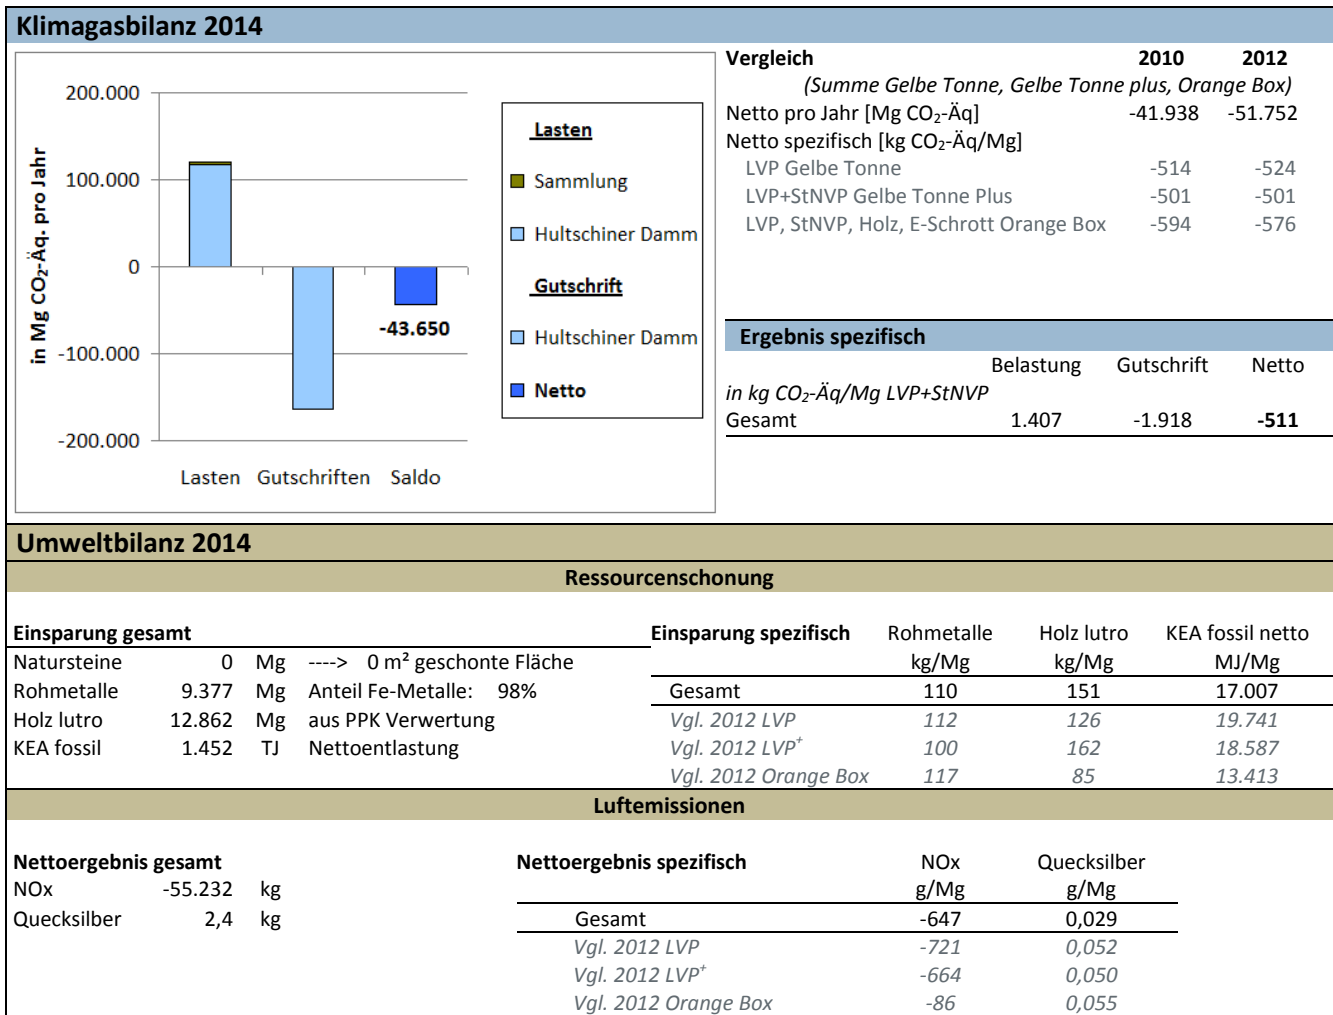 Klimagasbilanz 2014
200.000
100.000
0
-100.000
-200.000
in Mg CO₂-Äq. pro Jahr
-43.650
Lasten Gutschriften Saldo
Lasten
Sammlung
Hultschiner Damm
Gutschrift
Hultschiner Damm
Netto
Vergleich 2010 2012
(Summe Gelbe Tonne, Gelbe Tonne plus, Orange Box)
Netto pro Jahr [Mg CO₂-Äq] -41.938 -51.752
Netto spezifisch [kg CO₂-Äq/Mg]
LVP Gelbe Tonne -514 -524
LVP+StNVP Gelbe Tonne Plus -501 -501
LVP, StNVP, Holz, E-Schrott Orange Box -594 -576
Ergebnis spezifisch
Belastung Gutschrift Netto
in kg CO₂-Äq/Mg LVP+StNVP
Gesamt 1.407 -1.918 -511
Umweltbilanz 2014
Ressourcenschonung
Einsparung gesamt
Natursteine 0 Mg ----> 0 m² geschonte Fläche
Rohmetalle 9.377 Mg Anteil Fe-Metalle: 98%
Holz lutro 12.862 Mg aus PPK Verwertung
KEA fossil 1.452 TJ Nettoentlastung
Einsparung spezifisch Rohmetalle Holz lutro KEA fossil netto
kg/Mg kg/Mg MJ/Mg
Gesamt 110 151 17.007
Vgl. 2012 LVP 112 126 19.741
Vgl. 2012 LVP⁺ 100 162 18.587
Vgl. 2012 Orange Box 117 85 13.413
Luftemissionen
Nettoergebnis gesamt
NOx -55.232 kg
Quecksilber 2,4 kg
Nettoergebnis spezifisch NOx Quecksilber
g/Mg g/Mg
Gesamt -647 0,029
Vgl. 2012 LVP -721 0,052
Vgl. 2012 LVP⁺ -664 0,050
Vgl. 2012 Orange Box -86 0,055